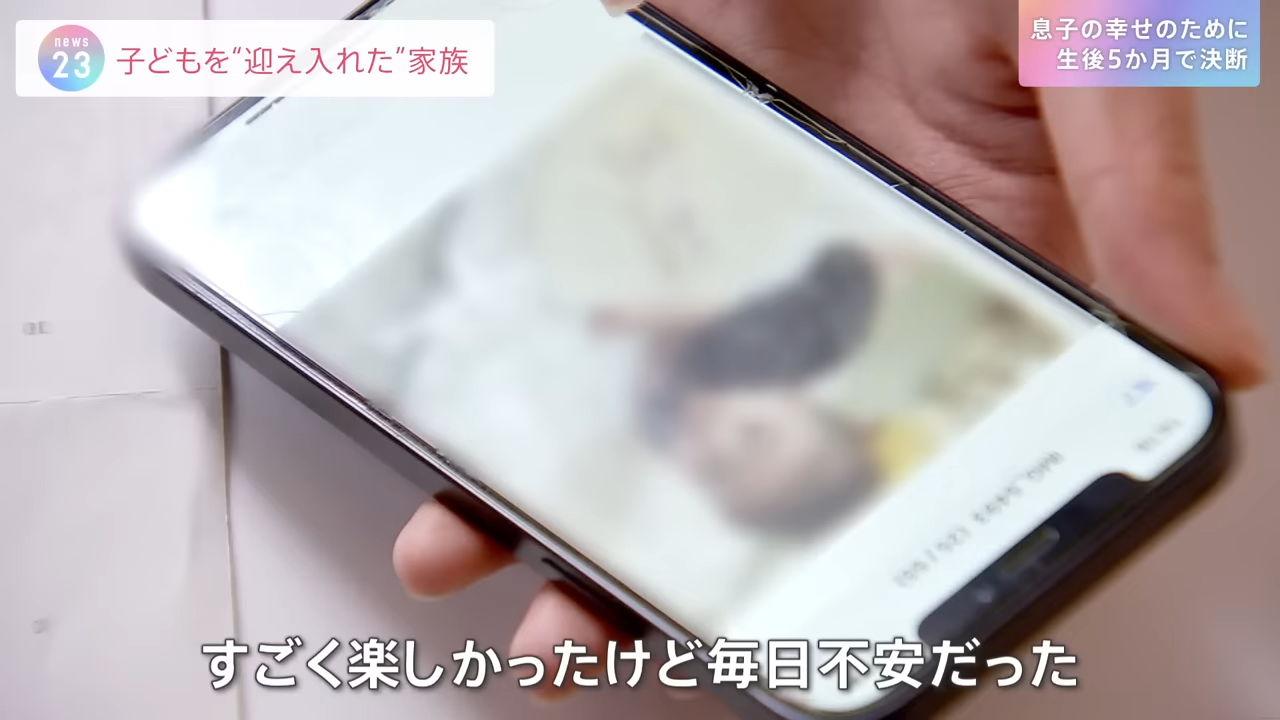 news
23
子どもを“迎え入れた”家族
息子の幸せのために
生後5か月で決断
すごく楽しかったけど毎日不安だった